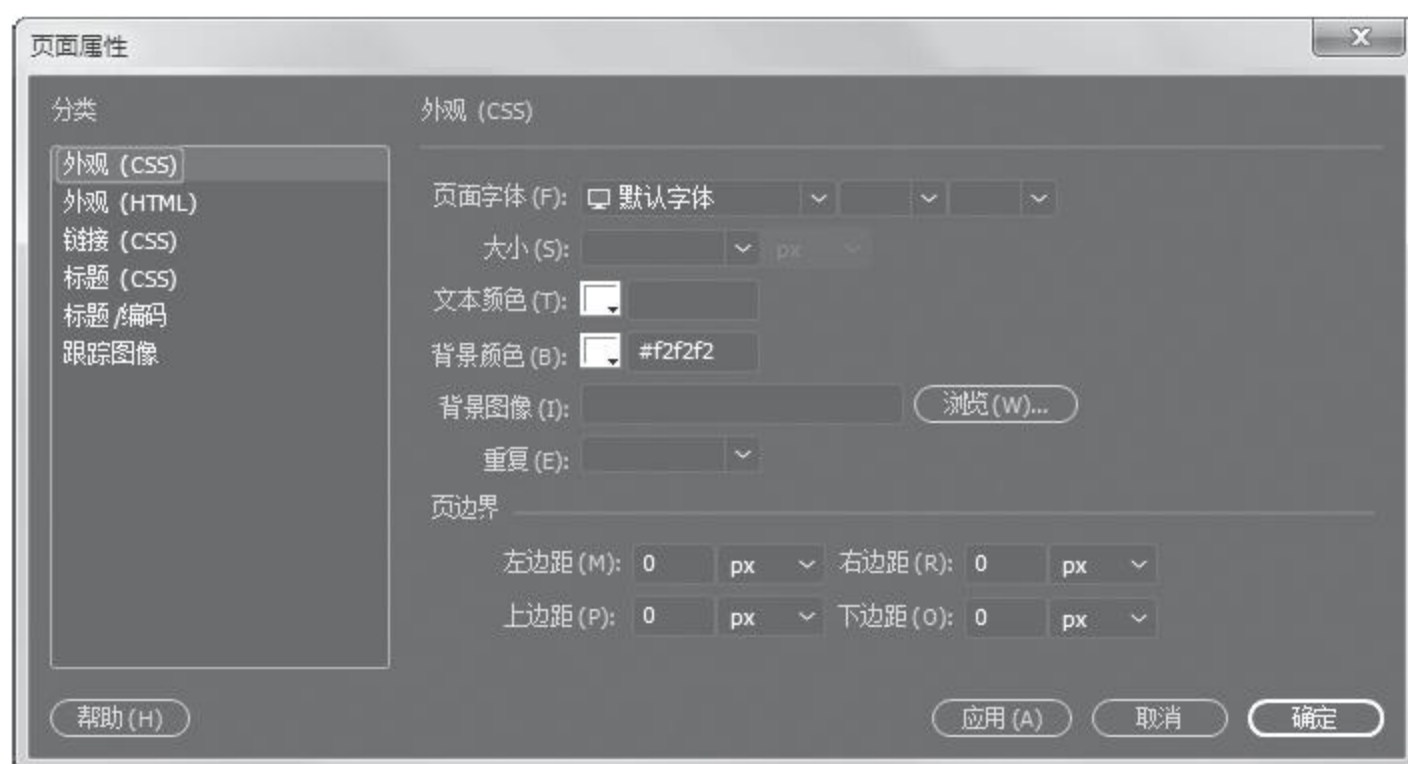 页面属性
分类
外观 (CSS)
外观 (HTML)
链接 (CSS)
标题 (CSS)
标题/编码
跟踪图像
外观 (CSS)
页面字体(F): 默认字体
大小(S): px
文本颜色(T):
背景颜色(B): #f2f2f2
背景图像(I): 浏览(W)...
重复(E):
页边界
左边距(M): 0 px 右边距(R): 0 px
上边距(P): 0 px 下边距(O): 0 px
帮助(H) 应用(A) 取消 确定